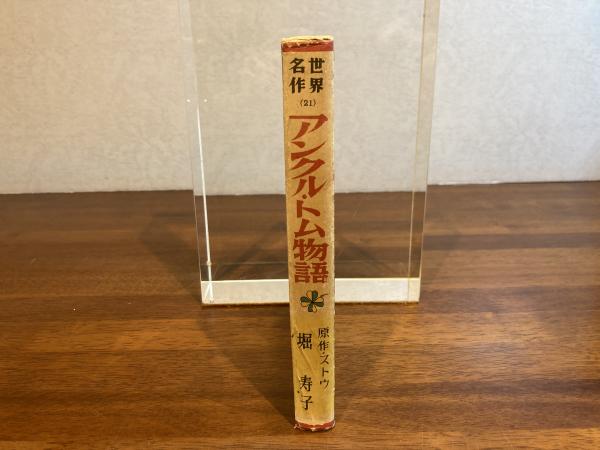 世界
名作
(21)
アンクル・トム物語
原作・ストウ
堀 寿子